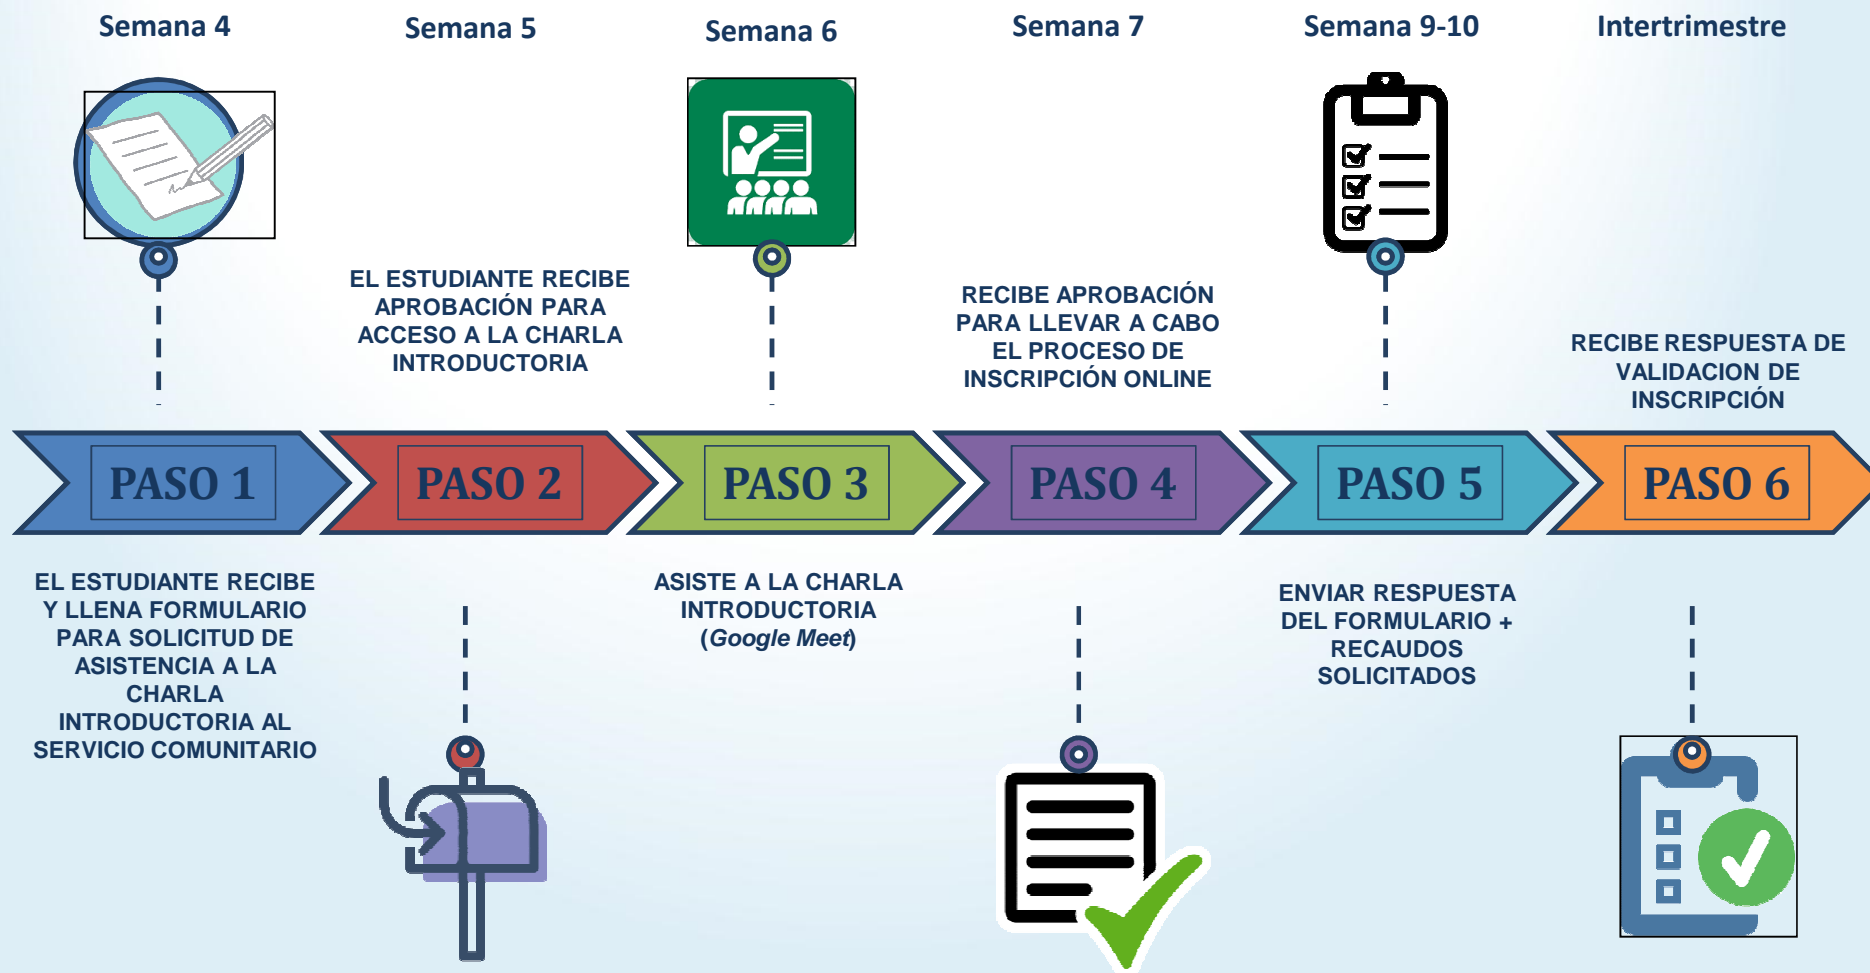 Semana 4
Semana 5
Semana 6
Semana 7
Semana 9-10
Intertrimestre
EL ESTUDIANTE RECIBE
APROBACIÓN PARA
ACCESO A LA CHARLA
INTRODUCTORIA
RECIBE APROBACIÓN
PARA LLEVAR A CABO
EL PROCESO DE
INSCRIPCIÓN ONLINE
RECIBE RESPUESTA DE
VALIDACION DE
INSCRIPCIÓN
PASO 1
PASO 2
PASO 3
PASO 4
PASO 5
PASO 6
EL ESTUDIANTE RECIBE
Y LLENA FORMULARIO
PARA SOLICITUD DE
ASISTENCIA A LA
CHARLA
INTRODUCTORIA AL
SERVICIO COMUNITARIO
ASISTE A LA CHARLA
INTRODUCTORIA
(Google Meet)
ENVIAR RESPUESTA
DEL FORMULARIO +
RECAUDOS
SOLICITADOS